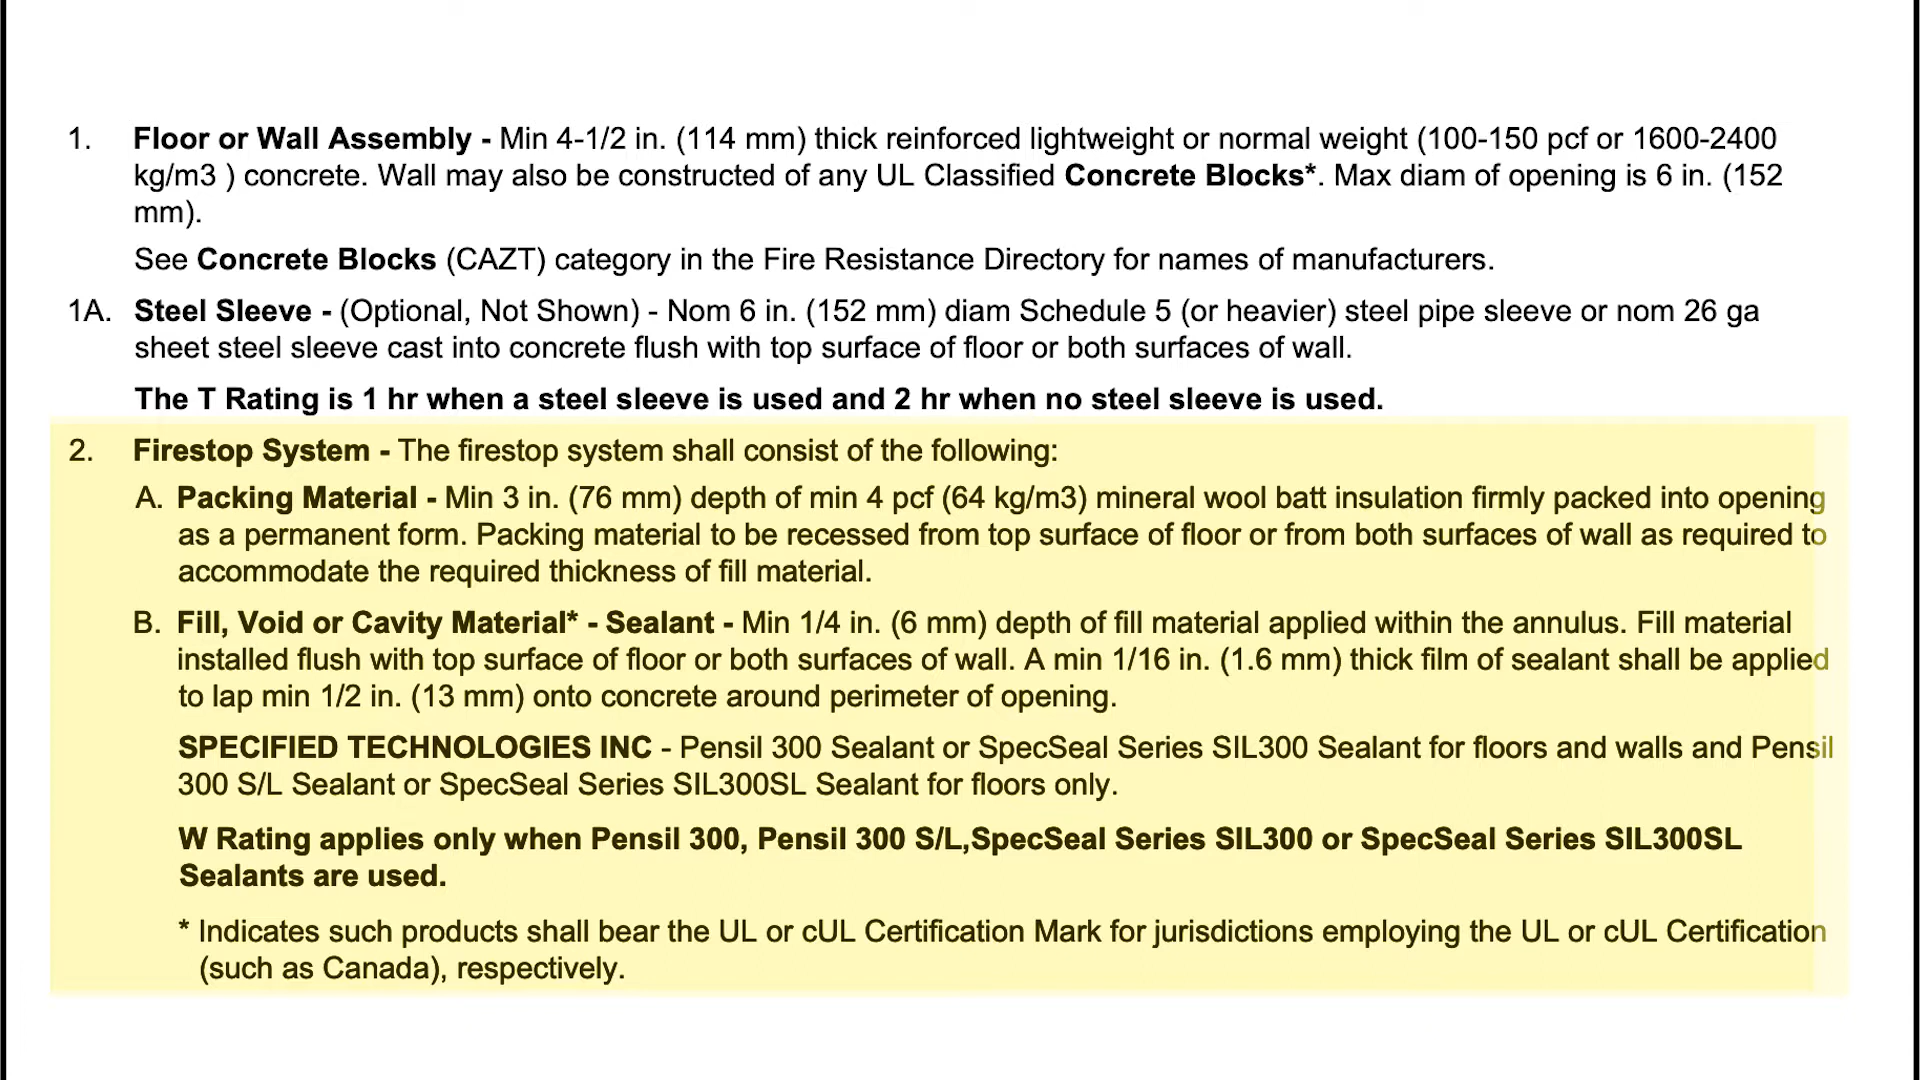 1. Floor or Wall Assembly - Min 4-1/2 in. (114 mm) thick reinforced lightweight or normal weight (100-150 pcf or 1600-2400
kg/m3 ) concrete. Wall may also be constructed of any UL Classified Concrete Blocks*. Max diam of opening is 6 in. (152
mm).
See Concrete Blocks (CAZT) category in the Fire Resistance Directory for names of manufacturers.
1A. Steel Sleeve - (Optional, Not Shown) - Nom 6 in. (152 mm) diam Schedule 5 (or heavier) steel pipe sleeve or nom 26 ga
sheet steel sleeve cast into concrete flush with top surface of floor or both surfaces of wall.
The T Rating is 1 hr when a steel sleeve is used and 2 hr when no steel sleeve is used.
2. Firestop System - The firestop system shall consist of the following:
A. Packing Material - Min 3 in. (76 mm) depth of min 4 pcf (64 kg/m3) mineral wool batt insulation firmly packed into opening
as a permanent form. Packing material to be recessed from top surface of floor or from both surfaces of wall as required to
accommodate the required thickness of fill material.
B. Fill, Void or Cavity Material* - Sealant - Min 1/4 in. (6 mm) depth of fill material applied within the annulus. Fill material
installed flush with top surface of floor or both surfaces of wall. A min 1/16 in. (1.6 mm) thick film of sealant shall be applied
to lap min 1/2 in. (13 mm) onto concrete around perimeter of opening.
SPECIFIED TECHNOLOGIES INC - Pensil 300 Sealant or SpecSeal Series SIL300 Sealant for floors and walls and Pensil
300 S/L Sealant or SpecSeal Series SIL300SL Sealant for floors only.
W Rating applies only when Pensil 300, Pensil 300 S/L,SpecSeal Series SIL300 or SpecSeal Series SIL300SL
Sealants are used.
* Indicates such products shall bear the UL or cUL Certification Mark for jurisdictions employing the UL or cUL Certification
(such as Canada), respectively.